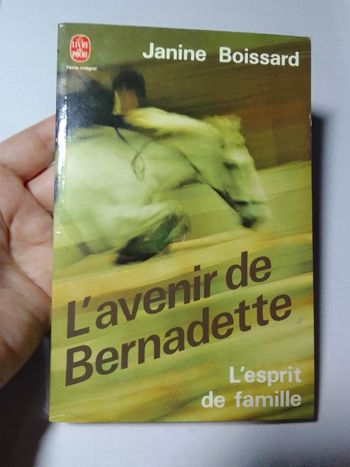 LE LIVRE
DE POCHE
Texte intégral
Janine Boissard
L'avenir de
Bernadette
L'esprit
de famille